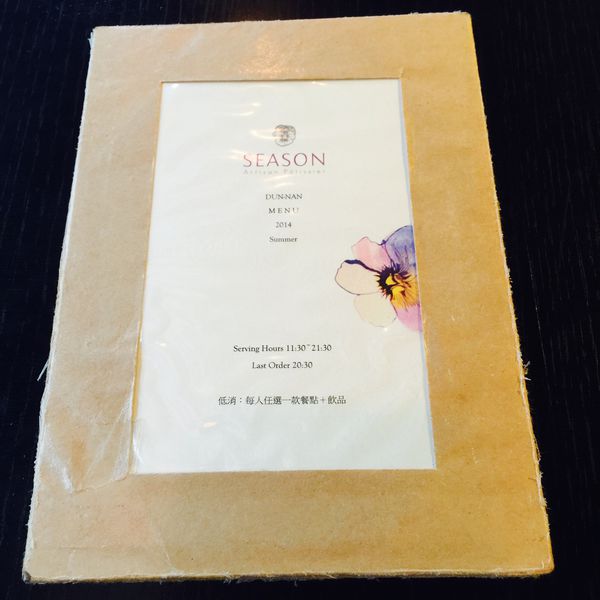 SEASON
Artisan Pâtissier
DUN-NAN
MENU
2014
Summer
Serving Hours 11:30~21:30
Last Order 20:30
低消：每人任選一款餐點＋飲品